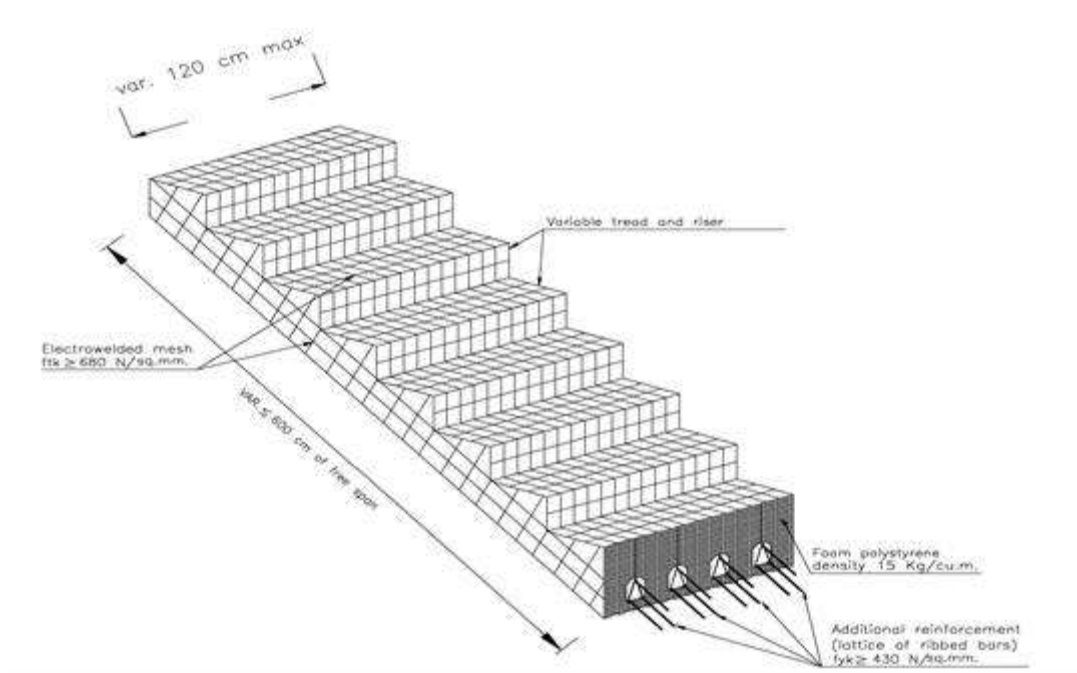 var. 120 cm max
Variable tread and riser
Electrowelded mesh
ftk ≥ 680 N/sq.mm.
VAR ≤ 600 cm of free span
Foam polystyrene
density 15 Kg/cu.m.
Additional reinforcement
(lattice of ribbed bars)
fyk ≥ 430 N/sq.mm.